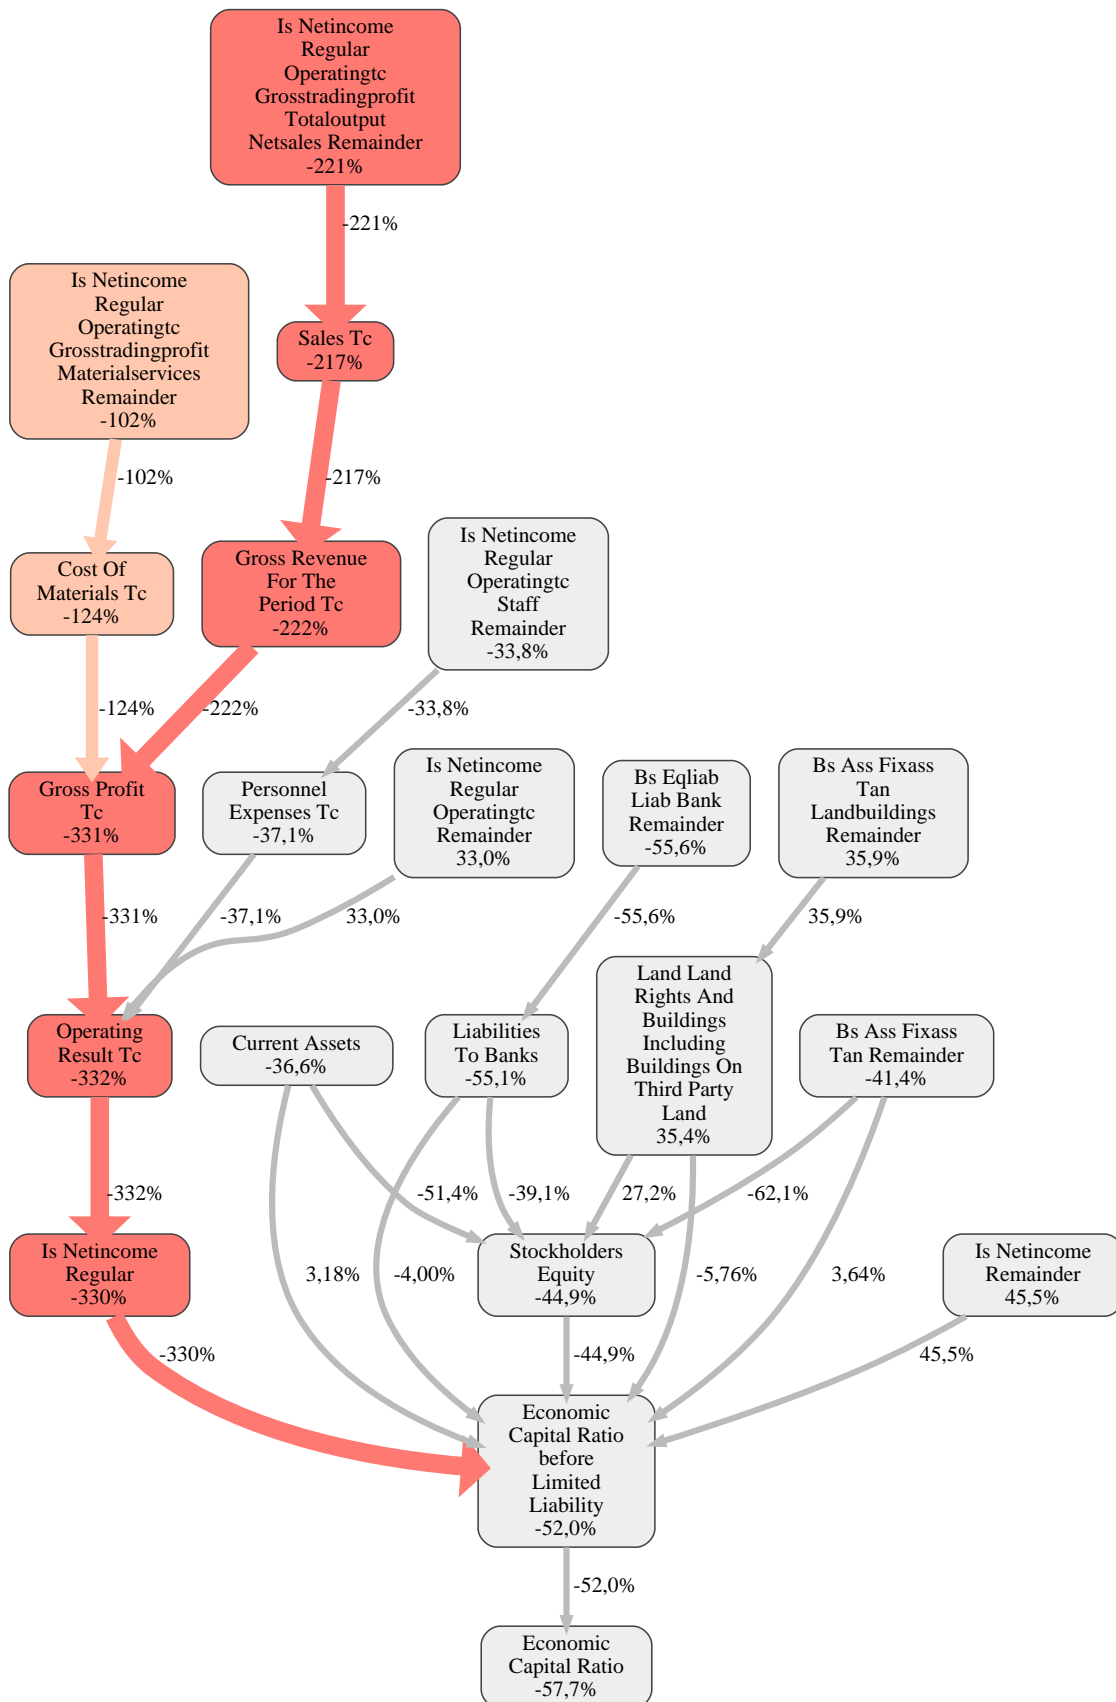 Is Netincome
Regular
Operatingtc
Grosstradingprofit
Totaloutput
Netsales Remainder
-221%
-221%
Is Netincome
Regular
Operatingtc
Grosstradingprofit
Materialservices
Remainder
-102%
Sales Tc
-217%
-102%
-217%
Is Netincome
Regular
Operatingtc
Staff
Remainder
-33,8%
Cost Of
Materials Tc
-124%
Gross Revenue
For The
Period Tc
-222%
-124%
-222%
-33,8%
Gross Profit
Tc
-331%
Personnel
Expenses Tc
-37,1%
Is Netincome
Regular
Operatingtc
Remainder
33,0%
Bs Eqliab
Liab Bank
Remainder
-55,6%
Bs Ass Fixass
Tan
Landbuildings
Remainder
35,9%
-331%
-37,1%
33,0%
-55,6%
35,9%
Operating
Result Tc
-332%
Current Assets
-36,6%
Liabilities
To Banks
-55,1%
Land Land
Rights And
Buildings
Including
Buildings On
Third Party
Land
35,4%
Bs Ass Fixass
Tan Remainder
-41,4%
-332%
-51,4%
-39,1%
27,2%
-62,1%
Is Netincome
Regular
-330%
3,18%
-4,00%
Stockholders
Equity
-44,9%
-5,76%
3,64%
Is Netincome
Remainder
45,5%
-330%
-44,9%
45,5%
Economic
Capital Ratio
before
Limited
Liability
-52,0%
-52,0%
Economic
Capital Ratio
-57,7%